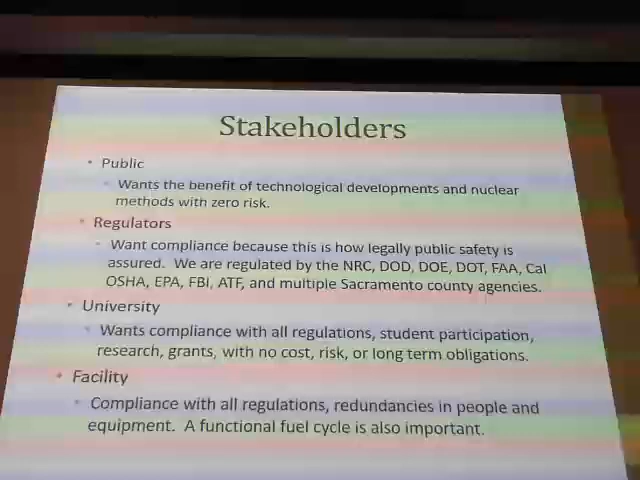 Stakeholders
• Public
• Wants the benefit of technological developments and nuclear
methods with zero risk.
• Regulators
• Want compliance because this is how legally public safety is
assured. We are regulated by the NRC, DOD, DOE, DOT, FAA, Cal
OSHA, EPA, FBI, ATF, and multiple Sacramento county agencies.
• University
• Wants compliance with all regulations, student participation,
research, grants, with no cost, risk, or long term obligations.
• Facility
• Compliance with all regulations, redundancies in people and
equipment. A functional fuel cycle is also important.